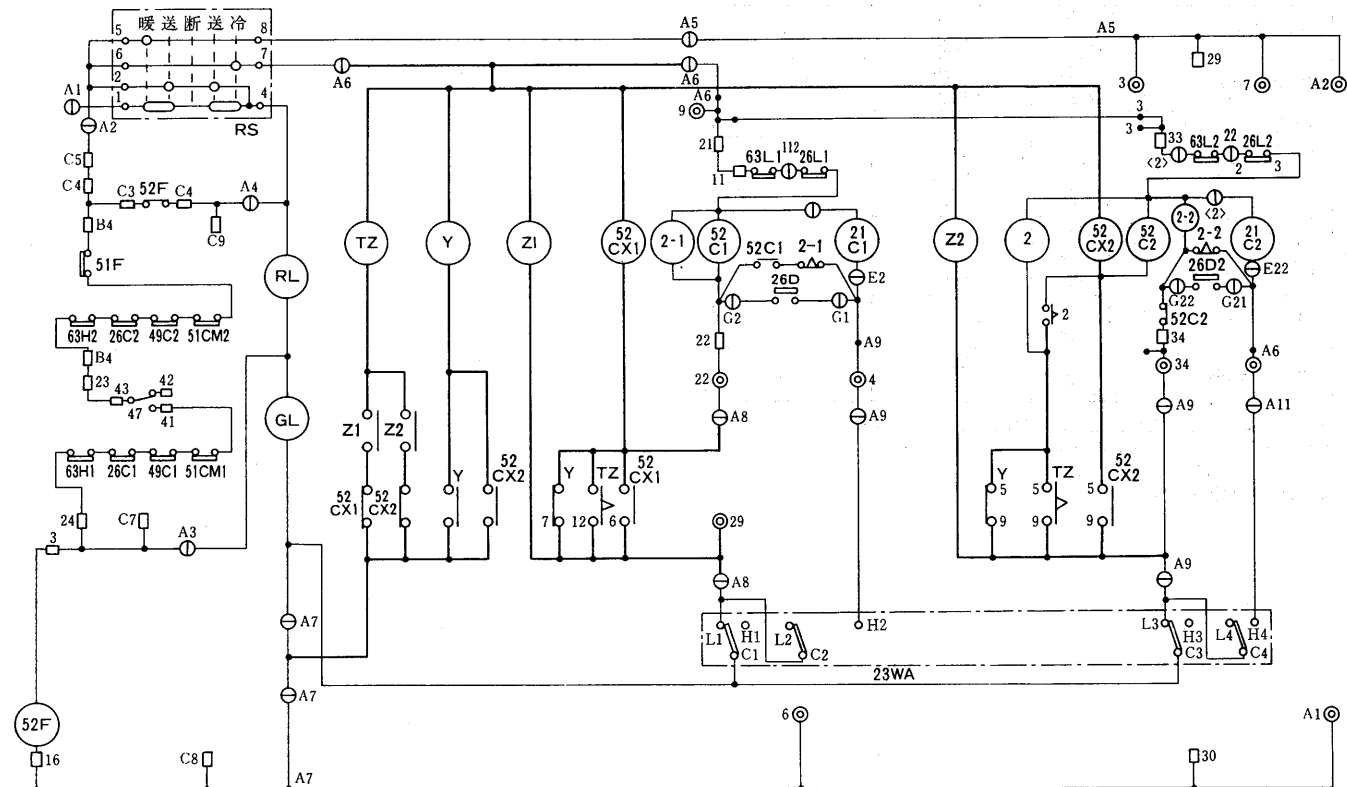 暖 送 断 送 冷
5 8 A5 A5
6 7 A6 A6
29
3 7 A2
A1 2 1 4
RS
A2
A6
9
3
3
C5
C4
21 11 63L1 112 26L1
33 <2> 63L2 22 26L2
2 3
C3 52F C4 A4
C9
B4
51F
TZ Y Z1 52 CX1 2-1 52 C1 21 C1
Z2 2 52 CX2 52 C2 2-2 <2> 21 C2
52C1 2-1
26D
E2
2-2
26D2
E22
RL
G2 G1
G22 G21
2
52C2
63H2 26C2 49C2 51CM2
22
A9
34
A6
B4
23
43 42
47 41
22 4
34
GL
A8 A9
A9 A11
Z1 Z2
63H1 26C1 49C1 51CM1
52 CX1 52 CX2
Y 52 CX2
Y TZ 52 CX1
7 12 6
Y TZ 52 CX2
5 5 5
9 9 9
24 C7
29
3 A3
A8
A9
A7
L1 H1 L2 H2 L3 H3 L4 H4
C1 C2 C3 C4
23WA
A7
52F
6 A1
16 C8
30
A7